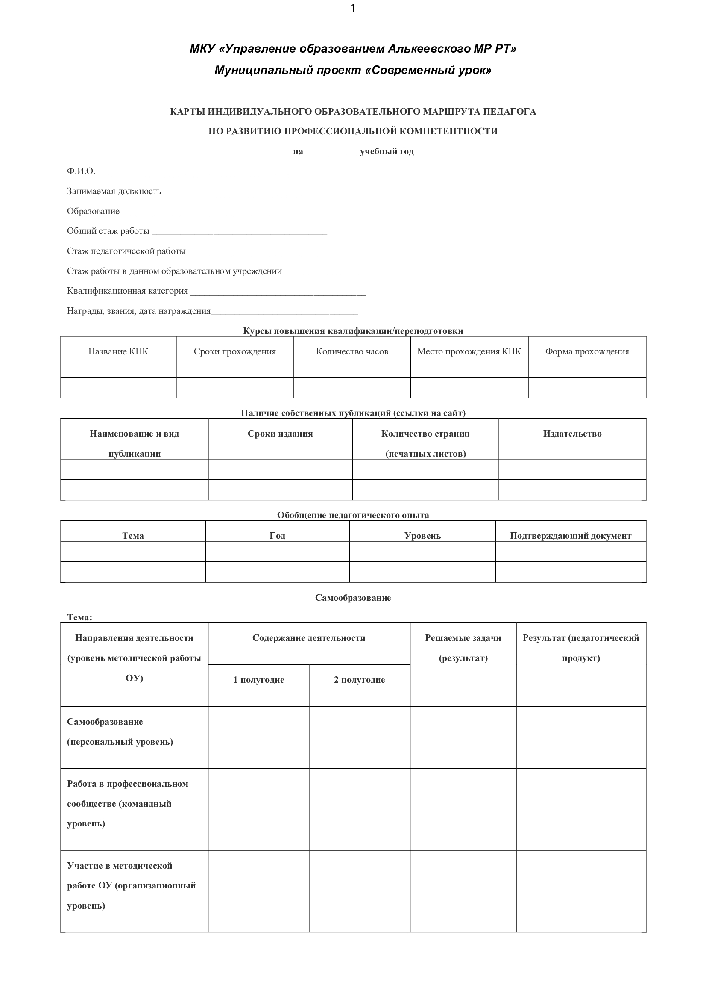 1
МКУ «Управление образованием Алькеевского МР РТ»
Муниципальный проект «Современный урок»
КАРТЫ ИНДИВИДУАЛЬНОГО ОБРАЗОВАТЕЛЬНОГО МАРШРУТА ПЕДАГОГА
ПО РАЗВИТИЮ ПРОФЕССИОНАЛЬНОЙ КОМПЕТЕНТНОСТИ
на ___________ учебный год
Ф.И.О. ________________________________________
Занимаемая должность ______________________________
Образование ________________________________
Общий стаж работы _____________________________________
Стаж педагогической работы ____________________________
Стаж работы в данном образовательном учреждении _______________
Квалификационная категория _____________________________________
Награды, звания, дата награждения_______________________________
Курсы повышения квалификации/переподготовки
Название КПК Сроки прохождения Количество часов Место прохождения КПК Форма прохождения
Наличие собственных публикаций (ссылки на сайт)
Наименование и вид Сроки издания Количество страниц Издательство
публикации (печатных листов)
Обобщение педагогического опыта
Тема Год Уровень Подтверждающий документ
Самообразование
Тема:
Направления деятельности Содержание деятельности Решаемые задачи Результат (педагогический
(уровень методической работы (результат) продукт)
ОУ) 1 полугодие 2 полугодие
Самообразование
(персональный уровень)
Работа в профессиональном
сообществе (командный
уровень)
Участие в методической
работе ОУ (организационный
уровень)